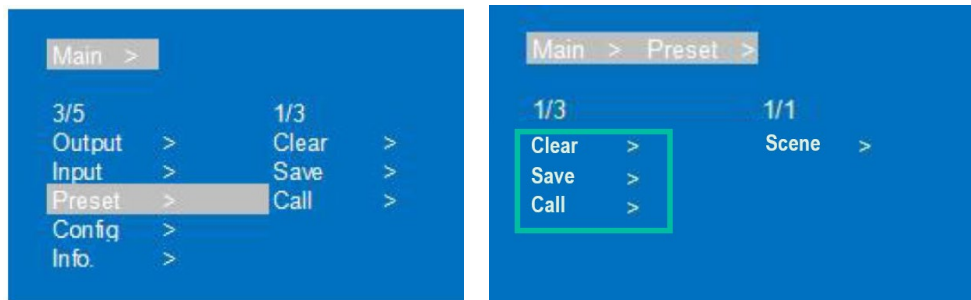 Main >
3/5 1/3
Output > Clear >
Input > Save >
Preset > Call >
Config >
Info. >
Main > Preset >
1/3 1/1
Clear > Scene >
Save >
Call >